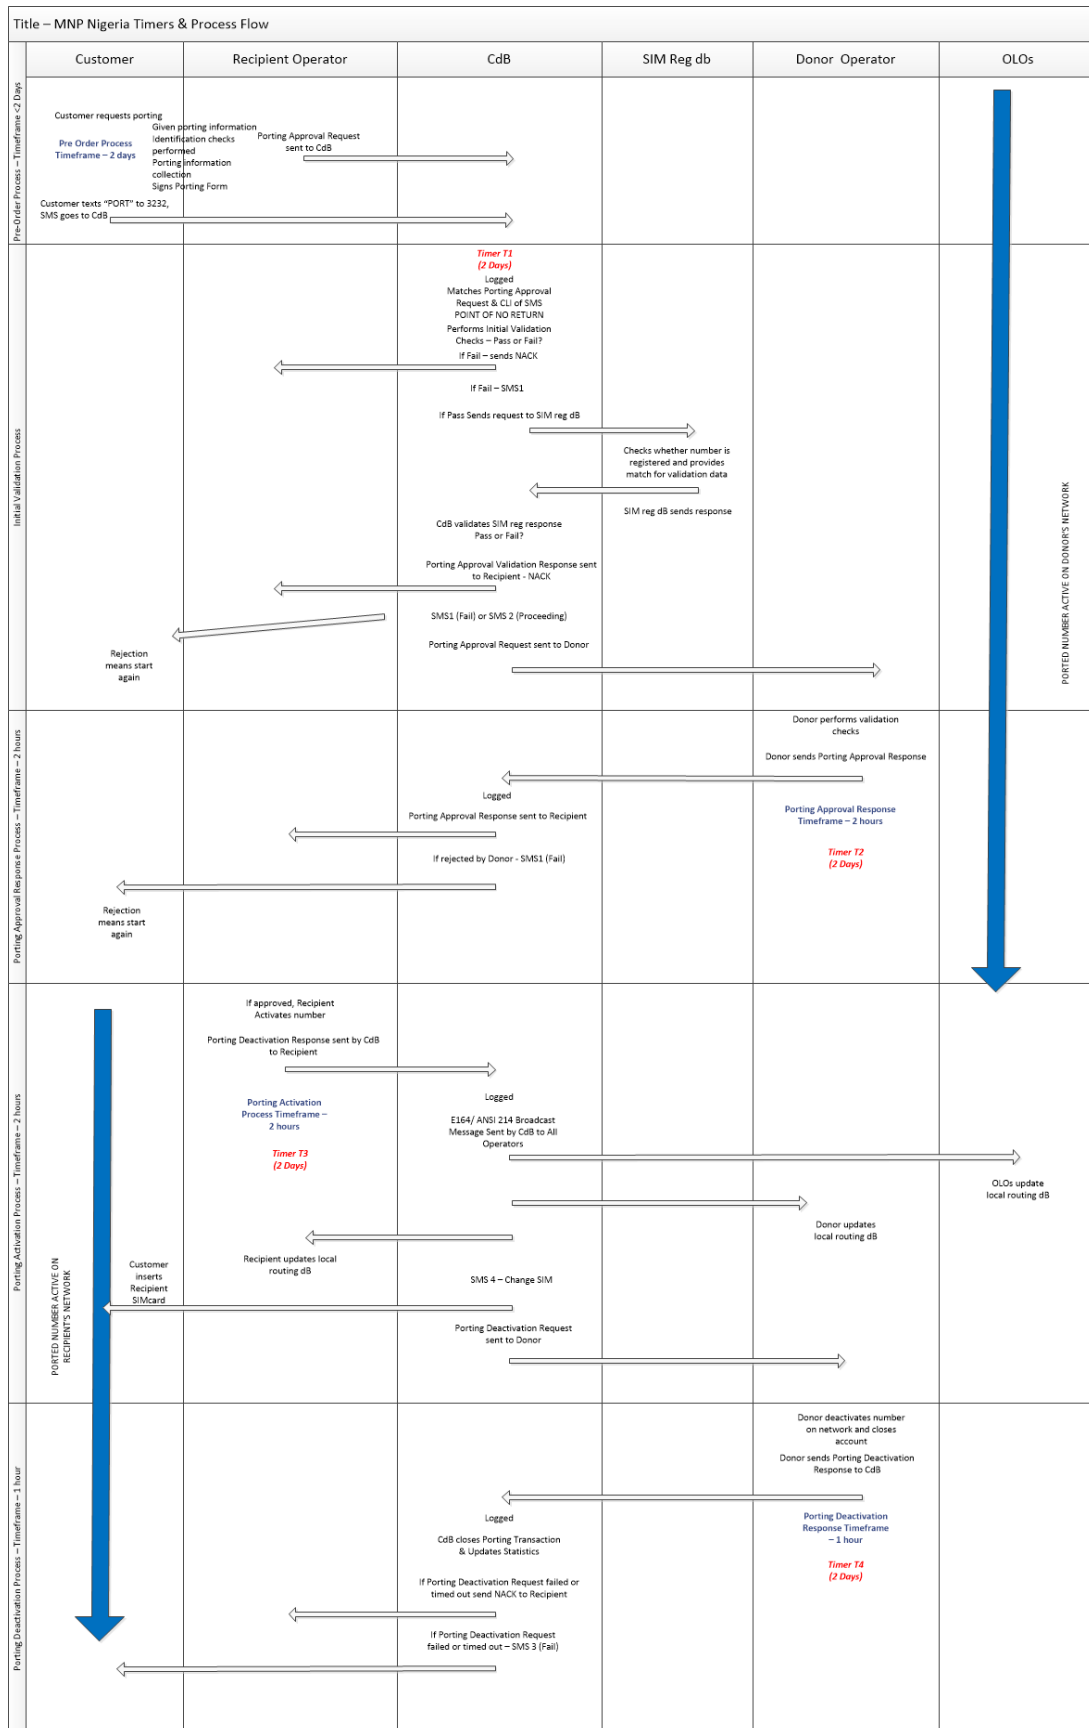 Title – MNP Nigeria Timers & Process Flow
Customer
Recipient Operator
CdB
SIM Reg db
Donor Operator
OLOs
Pre-Order Process – Timeframe <2 Days
Customer requests porting
Pre Order Process
Timeframe – 2 days
Given porting information
Identification checks
performed
Porting information
collection
Signs Porting Form
Porting Approval Request
sent to CdB
Customer texts “PORT” to 3232,
SMS goes to CdB
Initial Validation Process
Timer T1
(2 Days)
Logged
Matches Porting Approval
Request & CLI of SMS
POINT OF NO RETURN
Performs Initial Validation
Checks – Pass or Fail?
If Fail – sends NACK
If Fail – SMS1
If Pass Sends request to SIM reg dB
Checks whether number is
registered and provides
match for validation data
SIM reg dB sends response
CdB validates SIM reg response
Pass or Fail?
Porting Approval Validation Response sent
to Recipient - NACK
SMS1 (Fail) or SMS 2 (Proceeding)
Rejection
means start
again
Porting Approval Request sent to Donor
PORTED NUMBER ACTIVE ON DONOR’S NETWORK
Porting Approval Response Process – Timeframe – 2 hours
Donor performs validation
checks
Donor sends Porting Approval Response
Logged
Porting Approval Response sent to Recipient
Porting Approval Response
Timeframe – 2 hours
Timer T2
(2 Days)
If rejected by Donor - SMS1 (Fail)
Rejection
means start
again
Porting Activation Process – Timeframe – 2 hours
If approved, Recipient
Activates number
Porting Deactivation Response sent by CdB
to Recipient
Porting Activation
Process Timeframe –
2 hours
Timer T3
(2 Days)
Logged
E164/ ANSI 214 Broadcast
Message Sent by CdB to All
Operators
OLOs update
local routing dB
Donor updates
local routing dB
Recipient updates local
routing dB
Customer
inserts
Recipient
SIMcard
SMS 4 – Change SIM
PORTED NUMBER ACTIVE ON
RECIPIENT’S NETWORK
Porting Deactivation Request
sent to Donor
Porting Deactivation Process – Timeframe – 1 hour
Donor deactivates number
on network and closes
account
Donor sends Porting Deactivation
Response to CdB
Logged
Porting Deactivation
Response Timeframe
– 1 hour
Timer T4
(2 Days)
CdB closes Porting Transaction
& Updates Statistics
If Porting Deactivation Request failed or
timed out send NACK to Recipient
If Porting Deactivation Request
failed or timed out – SMS 3 (Fail)